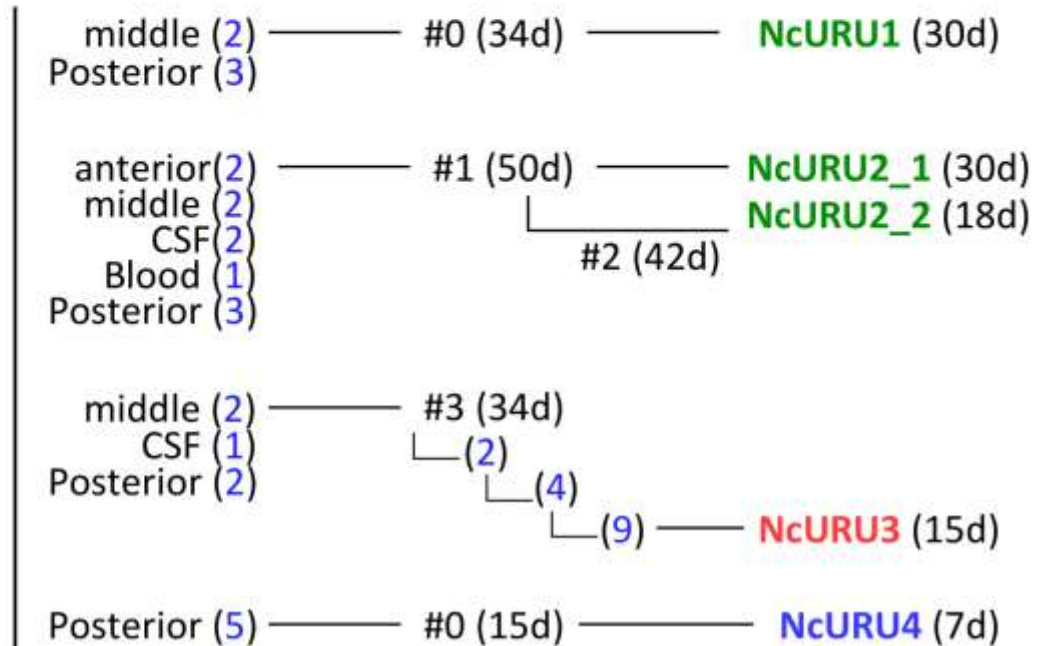 middle (2) #0 (34d) NcURU1 (30d)
Posterior (3)
anterior(2) #1 (50d) NcURU2_1 (30d)
middle (2) NcURU2_2 (18d)
CSF(2) #2 (42d)
Blood (1)
Posterior (3)
middle (2) #3 (34d)
CSF (1) (2)
Posterior (2) (4)
(9) NcURU3 (15d)
Posterior (5) #0 (15d) NcURU4 (7d)